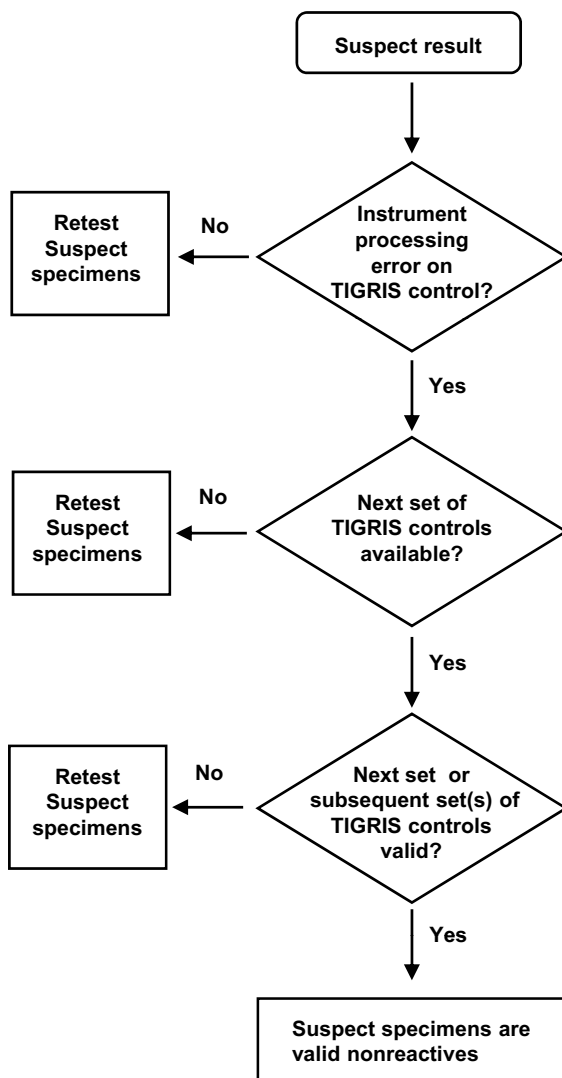 Suspect result
Instrument
processing
error on
TIGRIS control?
No
Retest
Suspect
specimens
Yes
Next set of
TIGRIS controls
available?
No
Retest
Suspect
specimens
Yes
Next set or
subsequent set(s) of
TIGRIS controls
valid?
No
Retest
Suspect
specimens
Yes
Suspect specimens are
valid nonreactives